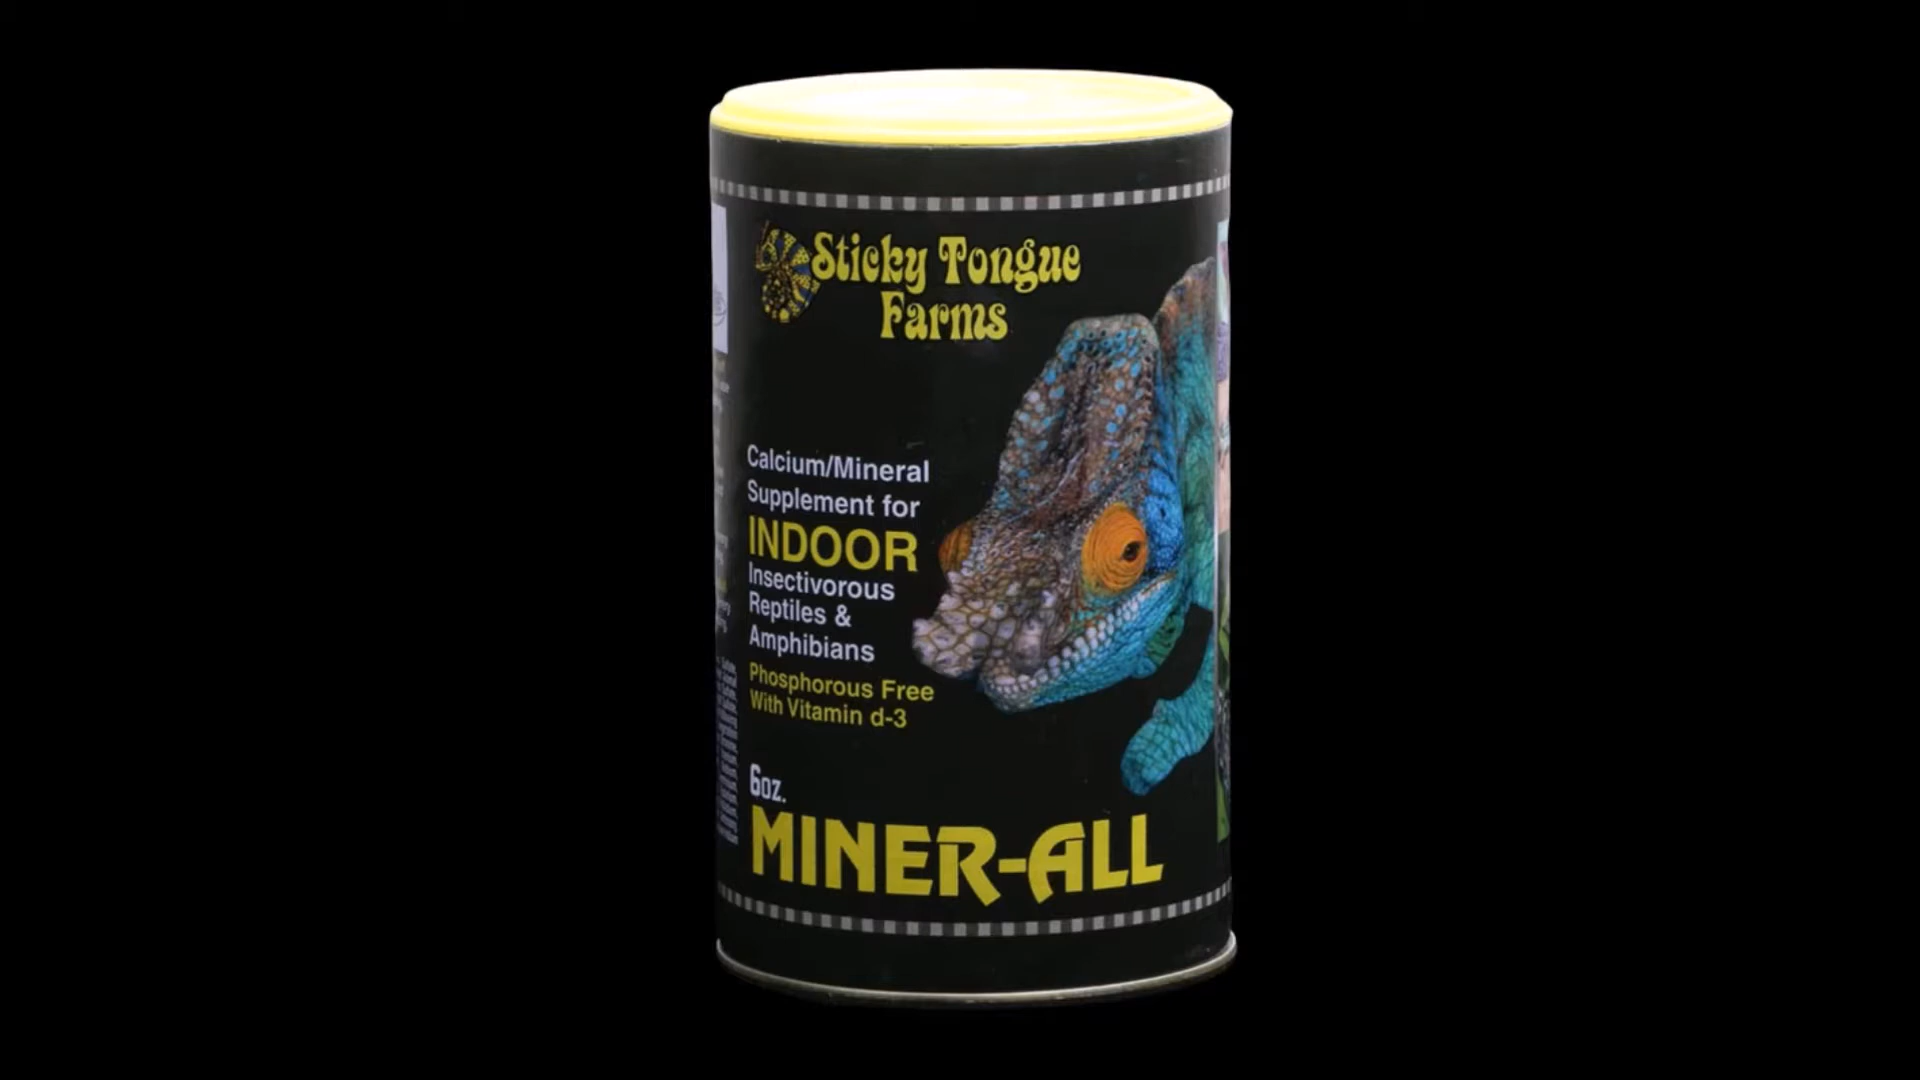 Sticky Tongue
Farms
Calcium/Mineral
Supplement for
INDOOR
Insectivorous
Reptiles &
Amphibians
Phosphorous Free
With Vitamin d-3
6oz.
MINER-ALL